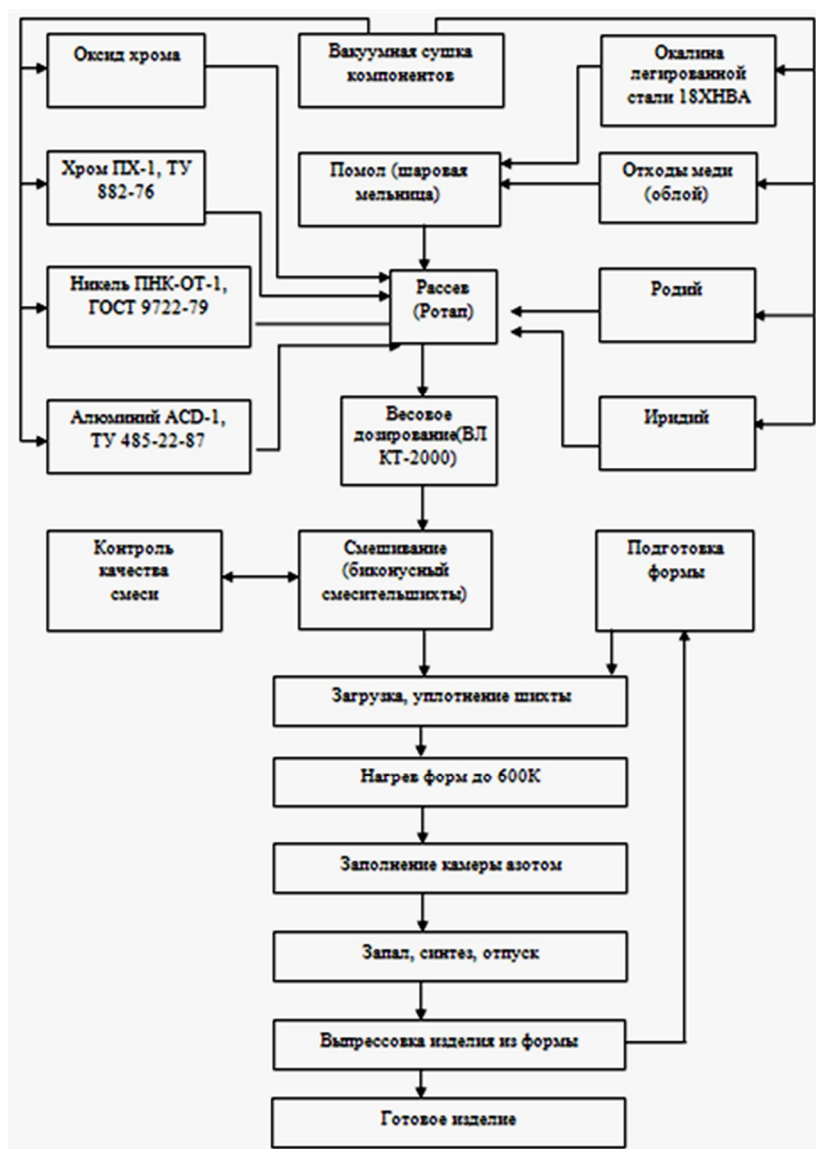 Оксид хрома
Вакуумная сушка
компонентов
Окалина
легированной
стали 18ХНВА
Хром ПХ-1, ТУ
882-76
Помол (шаровая
мельница)
Отходы меди
(облой)
Никель ПНК-ОТ-1,
ГОСТ 9722-79
Рассев
(Ротап)
Родий
Алюминий ACD-1,
ТУ 485-22-87
Весовое
дозирование(ВЛ
КТ-2000)
Иридий
Контроль
качества
смеси
Смешивание
(биконусный
смесительшихты)
Подготовка
формы
Загрузка, уплотнение шихты
Нагрев форм до 600К
Заполнение камеры азотом
Запал, синтез, отпуск
Выпрессовка изделия из формы
Готовое изделие